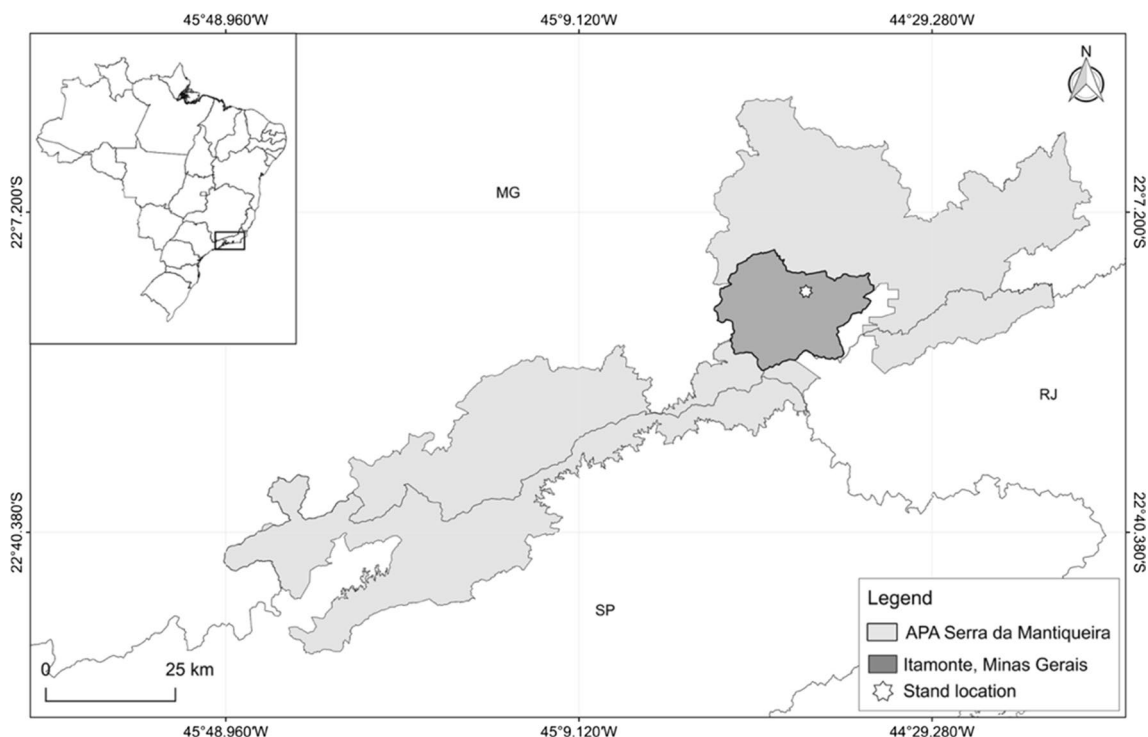 45°48.960'W 45°9.120'W 44°29.280'W
N
MG
22°7.200'S 22°7.200'S
RJ
22°40.380'S 22°40.380'S
SP
Legend
APA Serra da Mantiqueira
Itamonte, Minas Gerais
Stand location
0 25 km
45°48.960'W 45°9.120'W 44°29.280'W